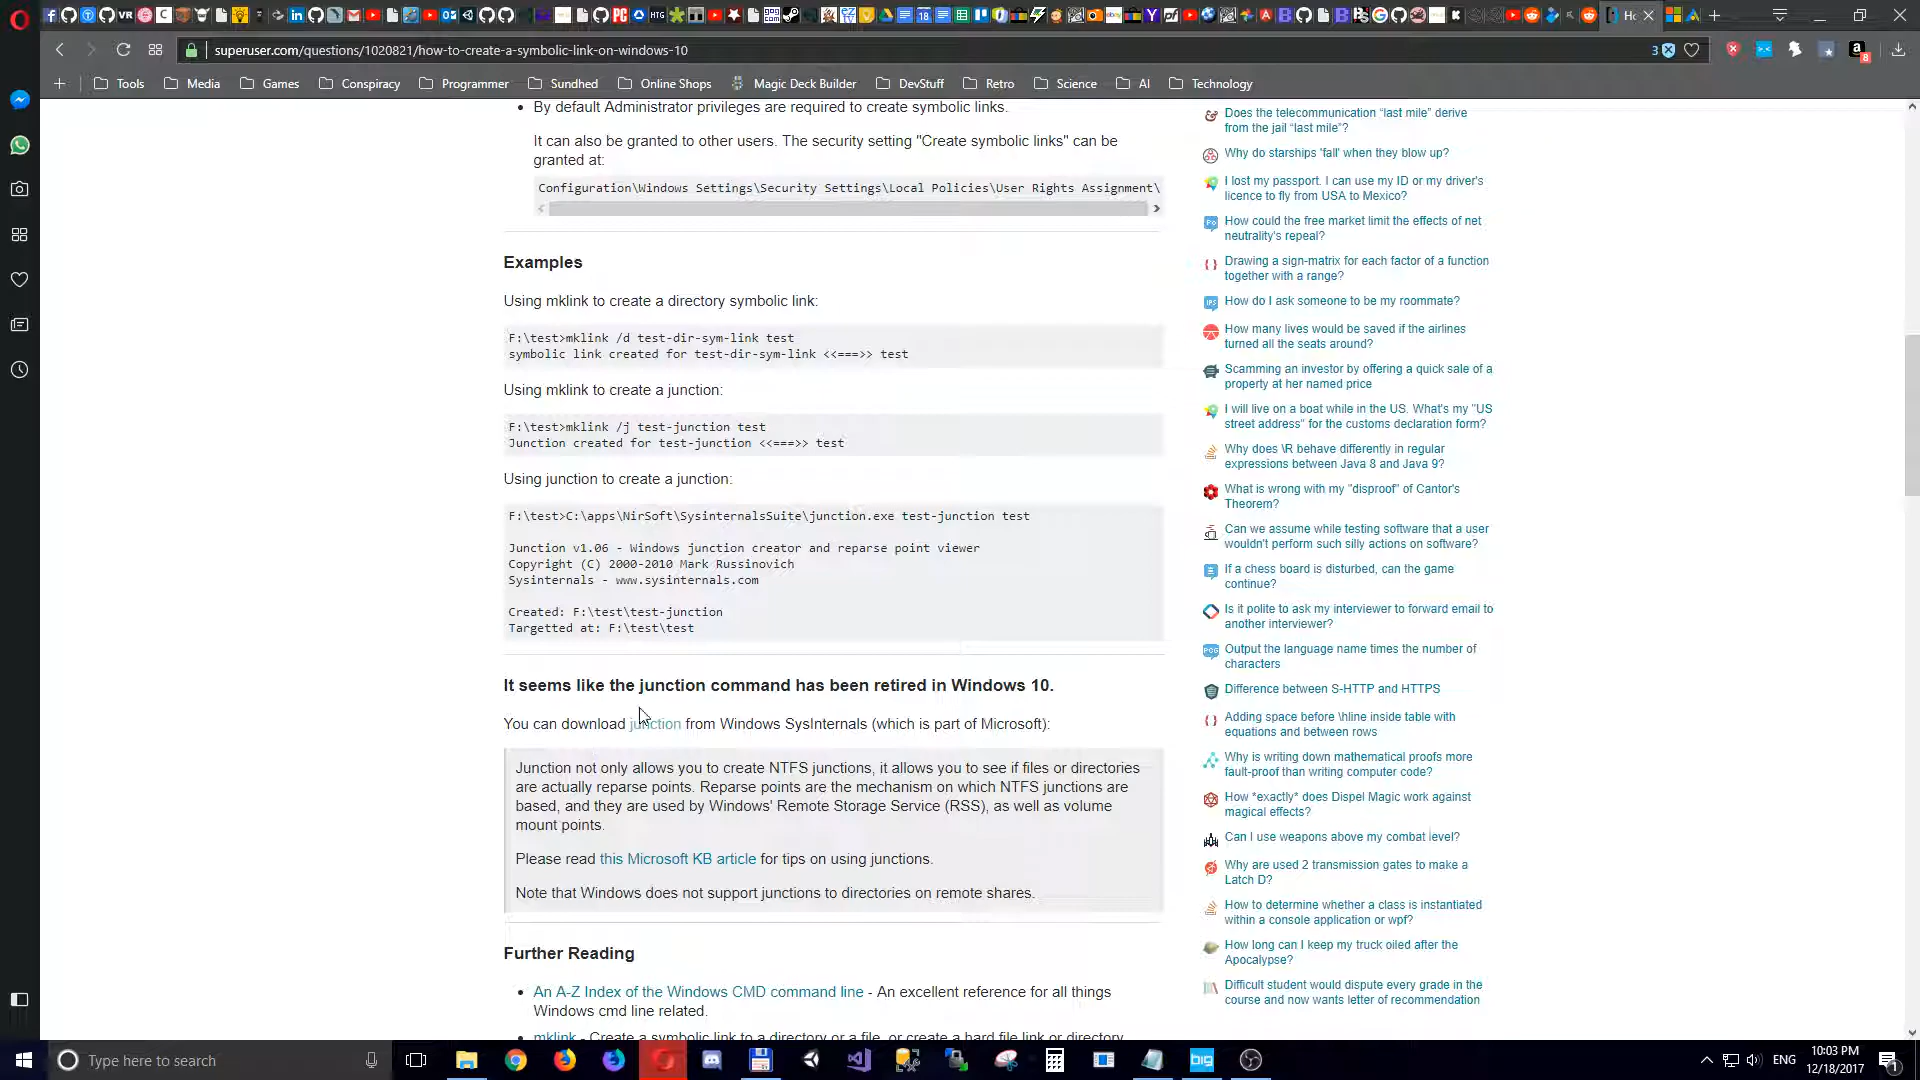 superuser.com/questions/1020821/how-to-create-a-symbolic-link-on-windows-10
3
8
Tools
Media
Games
Conspiracy
Programmer
Sundhed
Online Shops
Magic Deck Builder
DevStuff
Retro
Science
AI
Technology
• By default Administrator privileges are required to create symbolic links.
It can also be granted to other users. The security setting "Create symbolic links" can be
granted at:
Configuration\Windows Settings\Security Settings\Local Policies\User Rights Assignment\
Examples
Using mklink to create a directory symbolic link:
F:\test>mklink /d test-dir-sym-link test
symbolic link created for test-dir-sym-link <<===>> test
Using mklink to create a junction:
F:\test>mklink /j test-junction test
Junction created for test-junction <<===>> test
Using junction to create a junction:
F:\test>C:\apps\NirSoft\SysinternalsSuite\junction.exe test-junction test
Junction v1.06 - Windows junction creator and reparse point viewer
Copyright (C) 2000-2010 Mark Russinovich
Sysinternals - www.sysinternals.com
Created: F:\test\test-junction
Targetted at: F:\test\test
It seems like the junction command has been retired in Windows 10.
You can download junction from Windows SysInternals (which is part of Microsoft):
Junction not only allows you to create NTFS junctions, it allows you to see if files or directories
are actually reparse points. Reparse points are the mechanism on which NTFS junctions are
based, and they are used by Windows' Remote Storage Service (RSS), as well as volume
mount points.
Please read this Microsoft KB article for tips on using junctions.
Note that Windows does not support junctions to directories on remote shares.
Further Reading
• An A-Z Index of the Windows CMD command line - An excellent reference for all things
Windows cmd line related.
• mklink - Create a symbolic link to a directory or a file, or create a hard file link or directory
Does the telecommunication “last mile” derive
from the jail “last mile”?
Why do starships 'fall' when they blow up?
I lost my passport. I can use my ID or my driver's
licence to fly from USA to Mexico?
How could the free market limit the effects of net
neutrality's repeal?
Drawing a sign-matrix for each factor of a function
together with a range?
How do I ask someone to be my roommate?
How many lives would be saved if the airlines
turned all the seats around?
Scamming an investor by offering a quick sale of a
property at her named price
I will live on a boat while in the US. What's my "US
street address" for the customs declaration form?
Why does \R behave differently in regular
expressions between Java 8 and Java 9?
What is wrong with my "disproof" of Cantor's
Theorem?
Can we assume while testing software that a user
wouldn't perform such silly actions on software?
If a chess board is disturbed, can the game
continue?
Is it polite to ask my interviewer to forward email to
another interviewer?
Output the language name times the number of
characters
Difference between S-HTTP and HTTPS
Adding space before \hline inside table with
equations and between rows
Why is writing down mathematical proofs more
fault-proof than writing computer code?
How *exactly* does Dispel Magic work against
magical effects?
Can I use weapons above my combat level?
Why are used 2 transmission gates to make a
Latch D?
How to determine whether a class is instantiated
within a console application or wpf?
How long can I keep my truck oiled after the
Apocalypse?
Difficult student would dispute every grade in the
course and now wants letter of recommendation
Type here to search
ENG
10:03 PM
12/18/2017